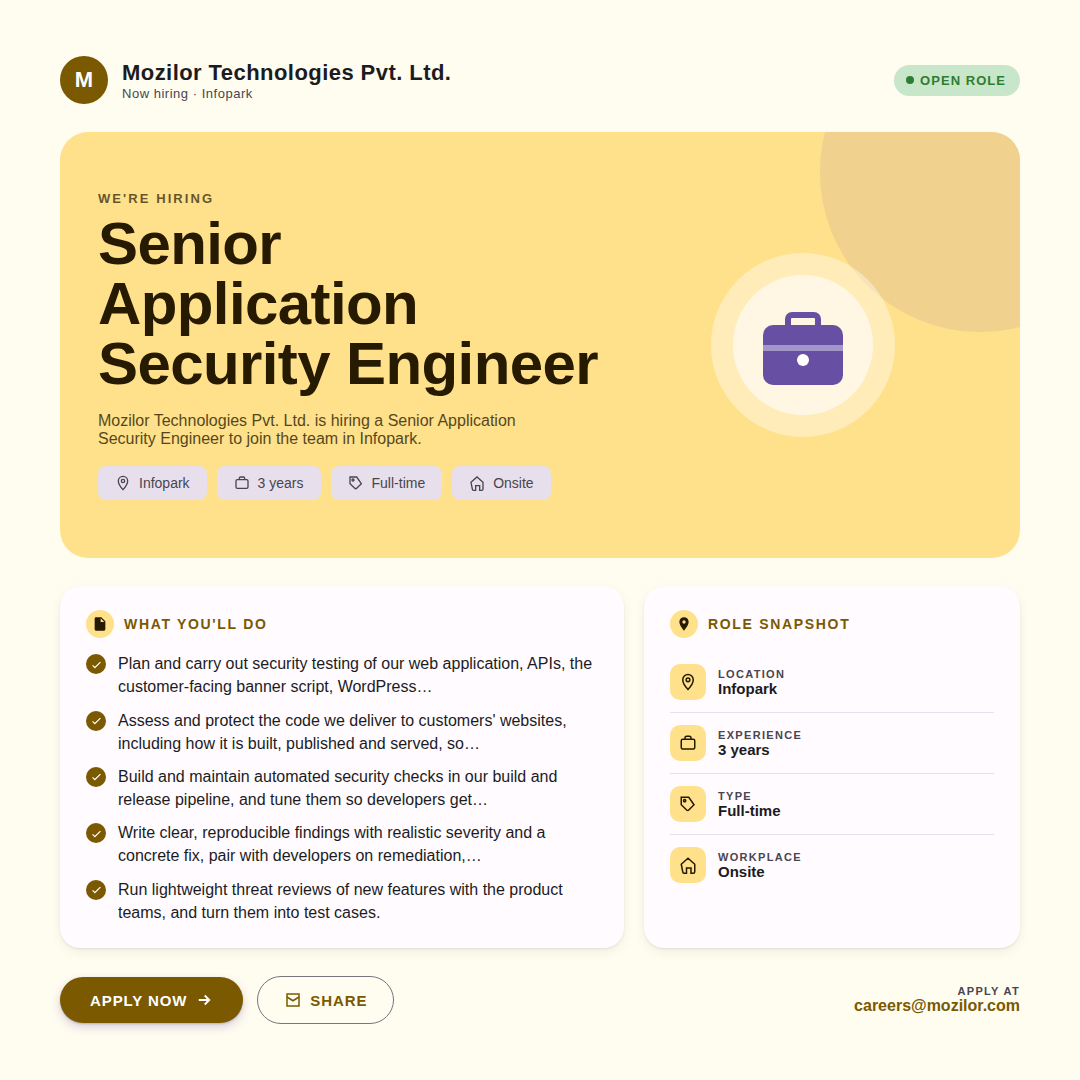 M
Mozilor Technologies Pvt. Ltd.
Now hiring · Infopark
OPEN ROLE
WE'RE HIRING
Senior
Application
Security Engineer
Mozilor Technologies Pvt. Ltd. is hiring a Senior Application
Security Engineer to join the team in Infopark.
Infopark
3 years
Full-time
Onsite
WHAT YOU'LL DO
Plan and carry out security testing of our web application, APIs, the
customer-facing banner script, WordPress…
Assess and protect the code we deliver to customers' websites,
including how it is built, published and served, so…
Build and maintain automated security checks in our build and
release pipeline, and tune them so developers get…
Write clear, reproducible findings with realistic severity and a
concrete fix, pair with developers on remediation,…
Run lightweight threat reviews of new features with the product
teams, and turn them into test cases.
ROLE SNAPSHOT
LOCATION
Infopark
EXPERIENCE
3 years
TYPE
Full-time
WORKPLACE
Onsite
APPLY NOW
SHARE
APPLY AT
careers@mozilor.com